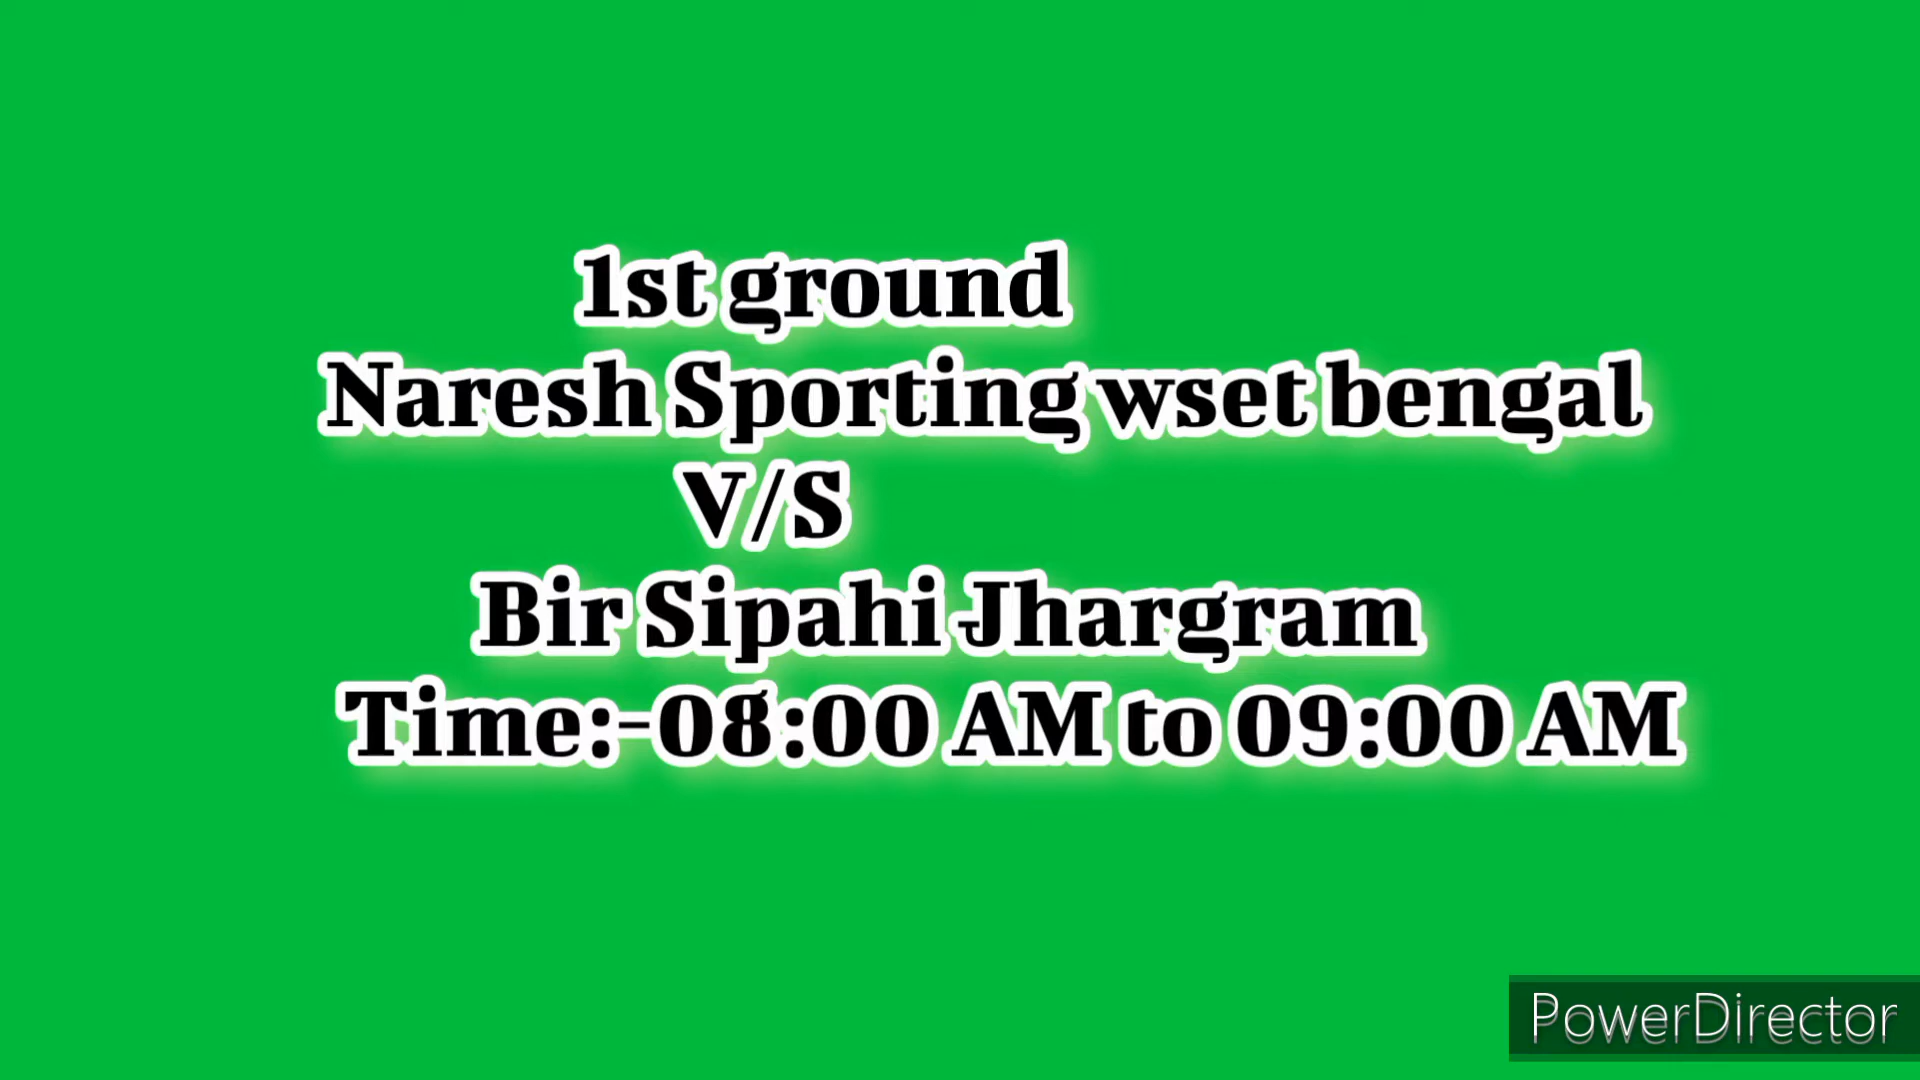 1st ground
Naresh Sporting wset bengal
V/S
Bir Sipahi Jhargram
Time:-08:00 AM to 09:00 AM
PowerDirector